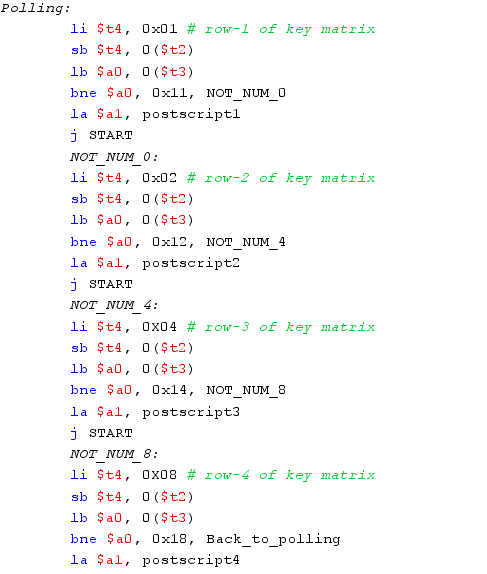 Polling:
li $t4, 0x01 # row-1 of key matrix
sb $t4, 0($t2)
lb $a0, 0($t3)
bne $a0, 0x11, NOT_NUM_0
la $a1, postscript1
j START
NOT_NUM_0:
li $t4, 0x02 # row-2 of key matrix
sb $t4, 0($t2)
lb $a0, 0($t3)
bne $a0, 0x12, NOT_NUM_4
la $a1, postscript2
j START
NOT_NUM_4:
li $t4, 0X04 # row-3 of key matrix
sb $t4, 0($t2)
lb $a0, 0($t3)
bne $a0, 0x14, NOT_NUM_8
la $a1, postscript3
j START
NOT_NUM_8:
li $t4, 0X08 # row-4 of key matrix
sb $t4, 0($t2)
lb $a0, 0($t3)
bne $a0, 0x18, Back_to_polling
la $a1, postscript4